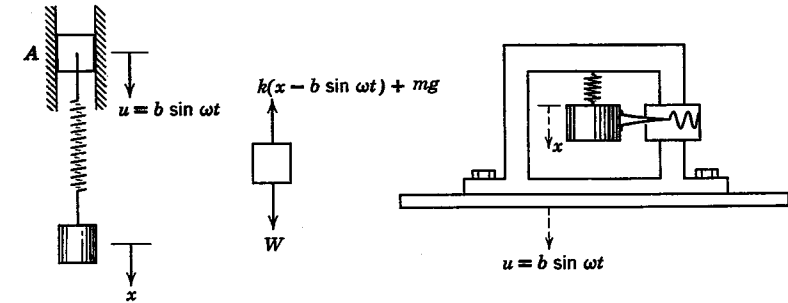 A
u = b sin ωt
x
k(x − b sin ωt) + mg
W
x
u = b sin ωt